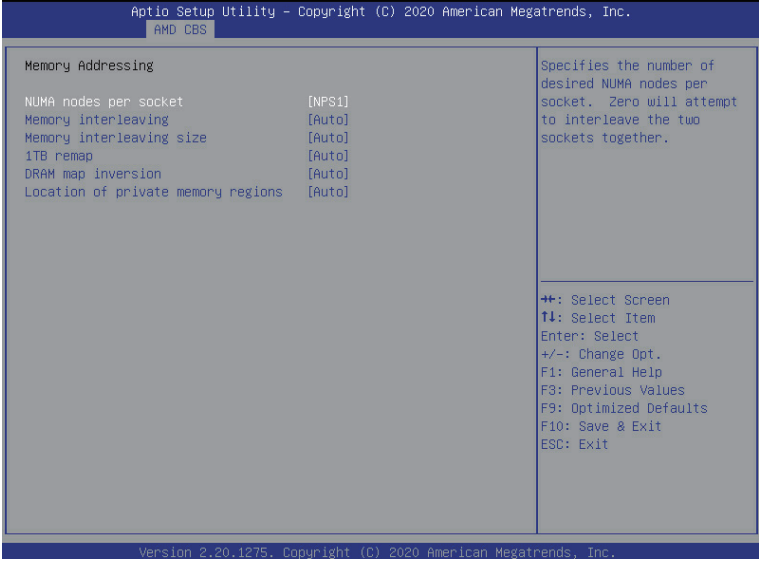 Aptio Setup Utility – Copyright (C) 2020 American Megatrends, Inc.
AMD CBS
Memory Addressing
NUMA nodes per socket [NPS1]
Memory interleaving [Auto]
Memory interleaving size [Auto]
1TB remap [Auto]
DRAM map inversion [Auto]
Location of private memory regions [Auto]
Specifies the number of
desired NUMA nodes per
socket. Zero will attempt
to interleave the two
sockets together.
→←: Select Screen
↑↓: Select Item
Enter: Select
+/-: Change Opt.
F1: General Help
F3: Previous Values
F9: Optimized Defaults
F10: Save & Exit
ESC: Exit
Version 2.20.1275. Copyright (C) 2020 American Megatrends, Inc.